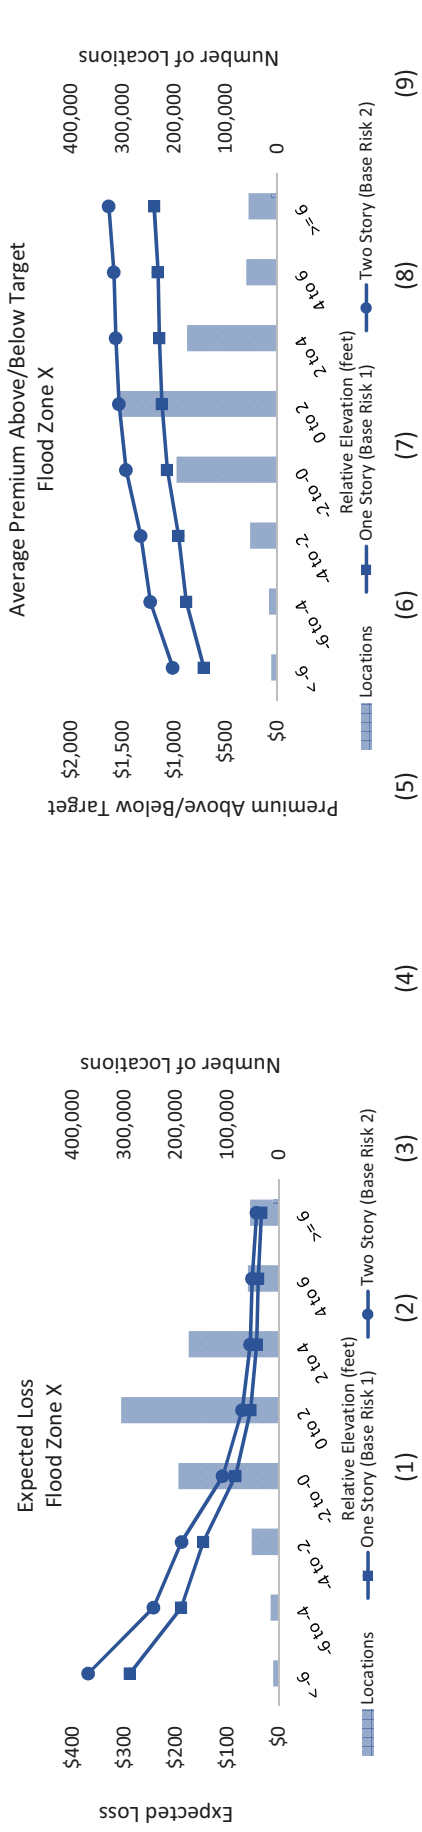 Expected Loss
Flood Zone X
Expected Loss
$400
$300
$200
$100
$0
Number of Locations
400,000
300,000
200,000
100,000
0
<-6
-6 to -4
-4 to -2
-2 to -0
0 to 2
2 to 4
4 to 6
>= 6
Relative Elevation (feet)
Locations
One Story (Base Risk 1)
Two Story (Base Risk 2)
Average Premium Above/Below Target
Flood Zone X
Premium Above/Below Target
$2,000
$1,500
$1,000
$500
$0
Number of Locations
400,000
300,000
200,000
100,000
0
<-6
-6 to -4
-4 to -2
-2 to -0
0 to 2
2 to 4
4 to 6
>= 6
Relative Elevation (feet)
Locations
One Story (Base Risk 1)
Two Story (Base Risk 2)
(1) (2) (3) (4) (5) (6) (7) (8) (9)